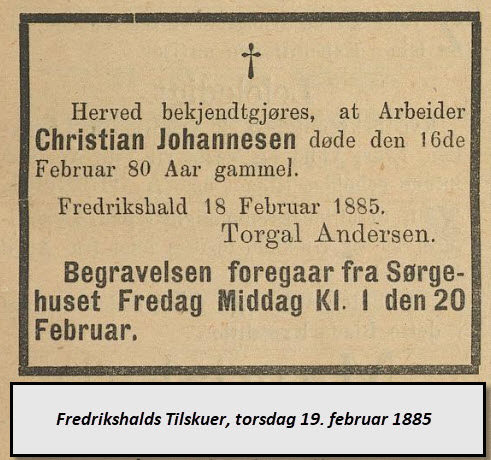 †
Herved bekjendtgjøres, at Arbeider
Christian Johannesen døde den 16de
Februar 80 Aar gammel.
Fredrikshald 18 Februar 1885.
Torgal Andersen.
Begravelsen foregaar fra Sørge-
huset Fredag Middag Kl. 1 den 20
Februar.
Fredrikshalds Tilskuer, torsdag 19. februar 1885